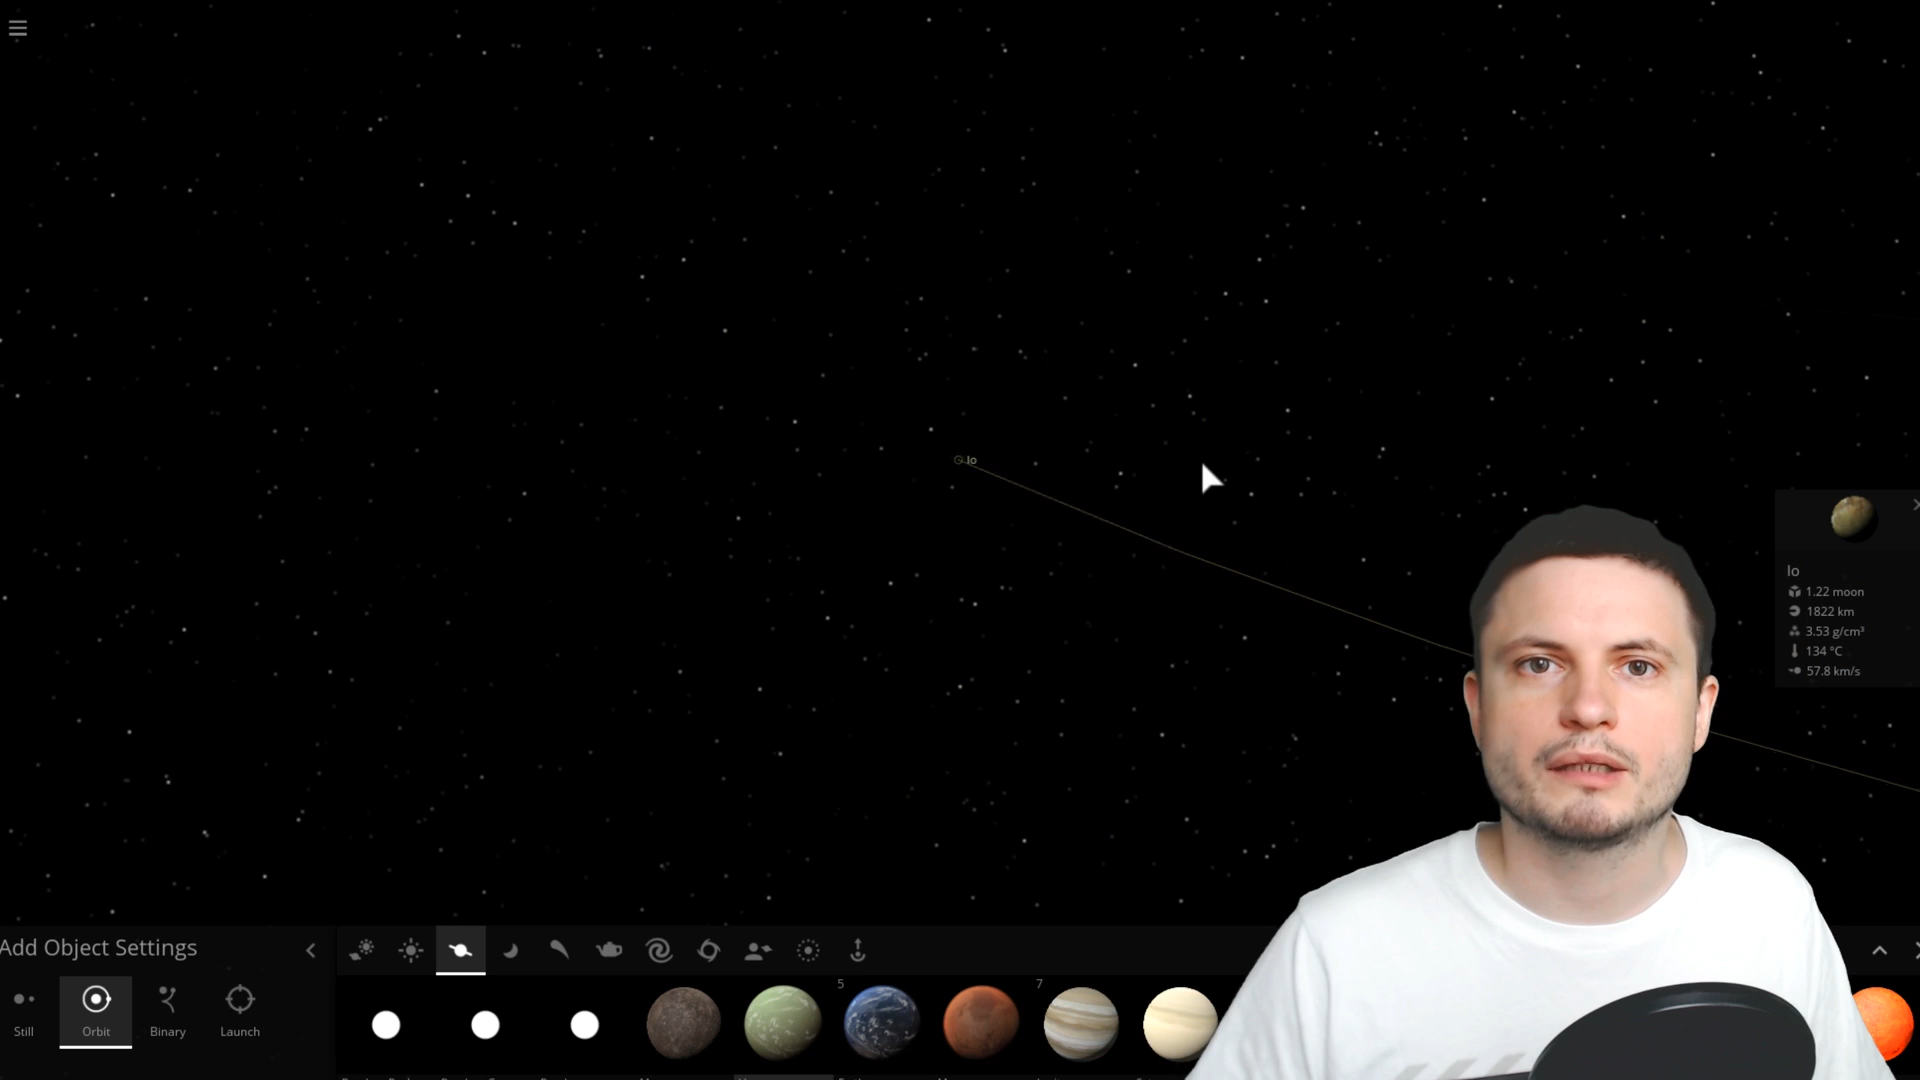 Io
Io
1.22 moon
1822 km
3.53 g/cm³
134 °C
57.8 km/s
Add Object Settings
5
7
Still
Orbit
Binary
Launch